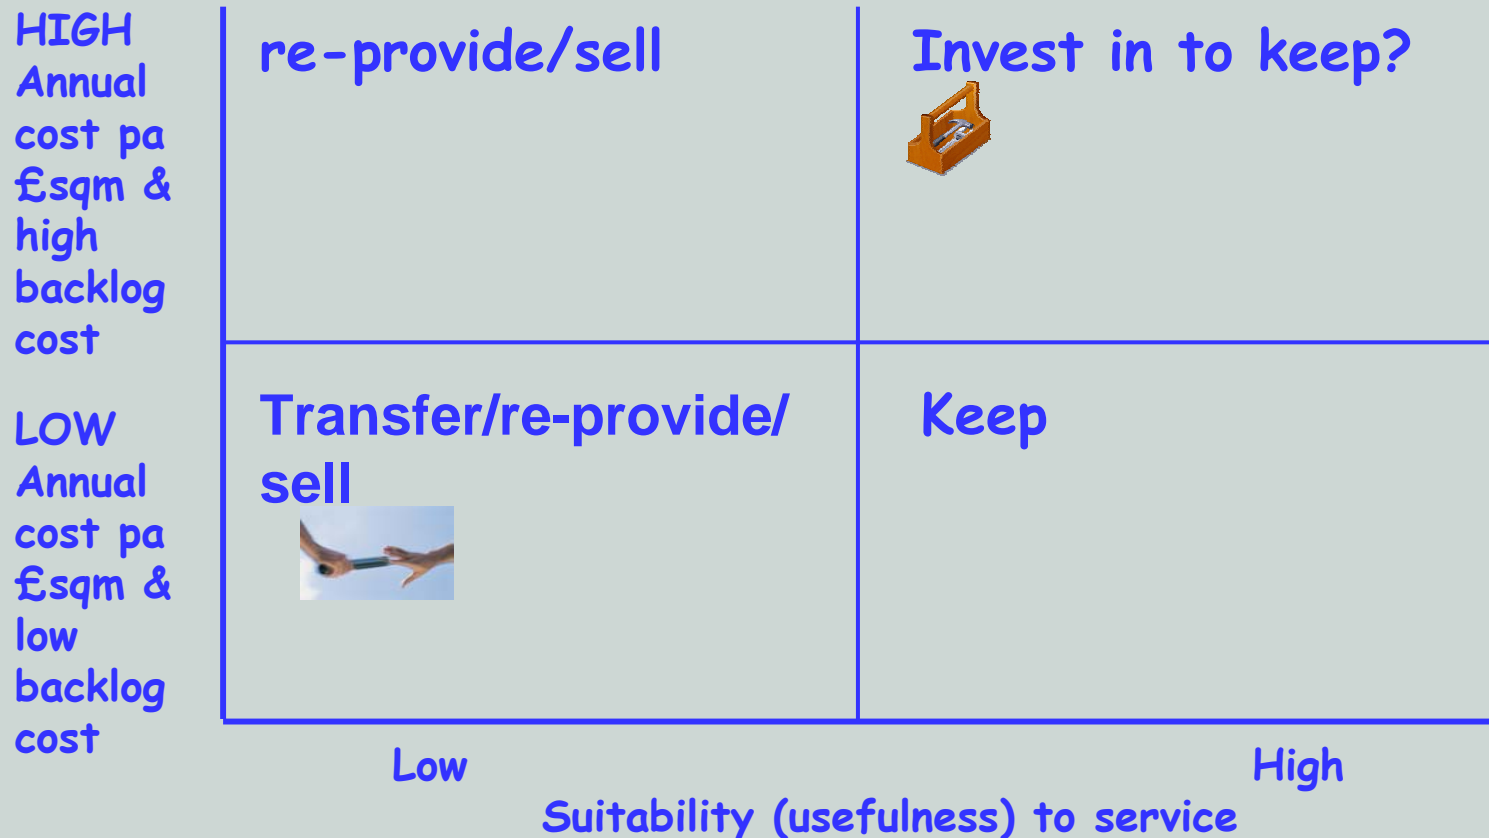 HIGH
Annual
cost pa
£sqm &
high
backlog
cost
re-provide/sell
Invest in to keep?
LOW
Annual
cost pa
£sqm &
low
backlog
cost
Transfer/re-provide/
sell
Keep
Low
High
Suitability (usefulness) to service